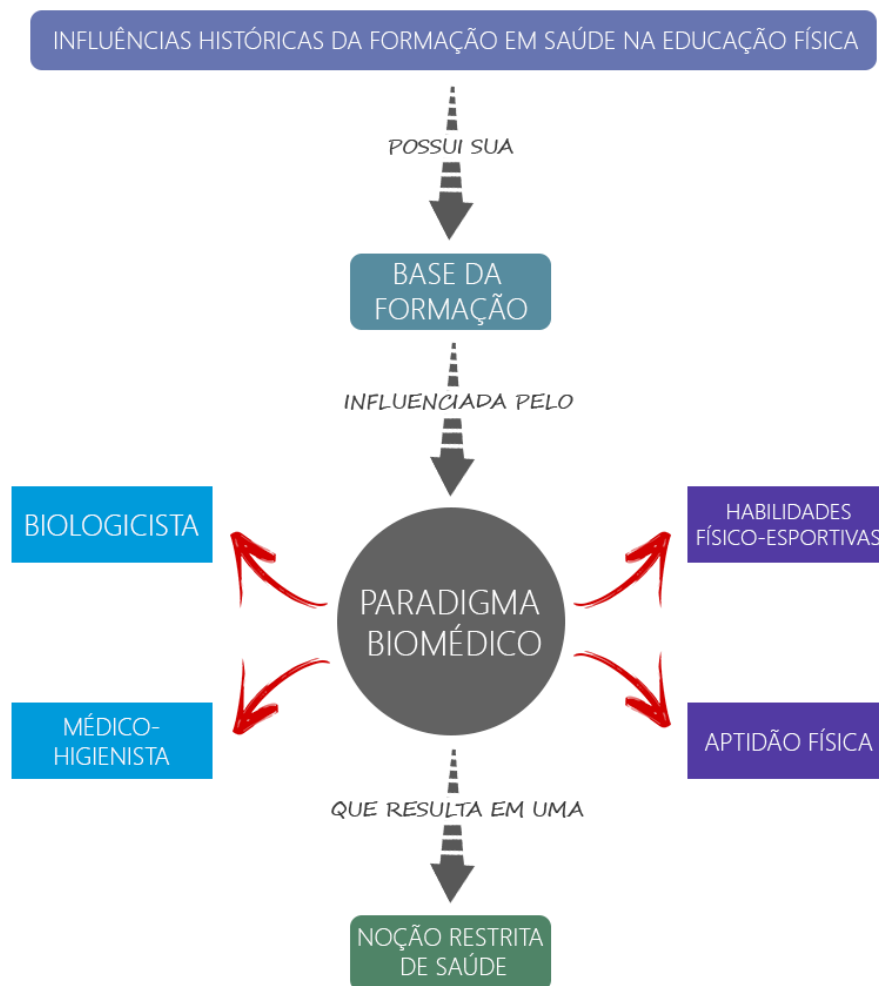 INFLUÊNCIAS HISTÓRICAS DA FORMAÇÃO EM SAÚDE NA EDUCAÇÃO FÍSICA
POSSUI SUA
BASE DA
FORMAÇÃO
INFLUENCIADA PELO
BIOLOGICISTA
HABILIDADES
FÍSICO-ESPORTIVAS
PARADIGMA
BIOMÉDICO
MÉDICO-
HIGIENISTA
APTIDÃO FÍSICA
QUE RESULTA EM UMA
NOÇÃO RESTRITA
DE SAÚDE